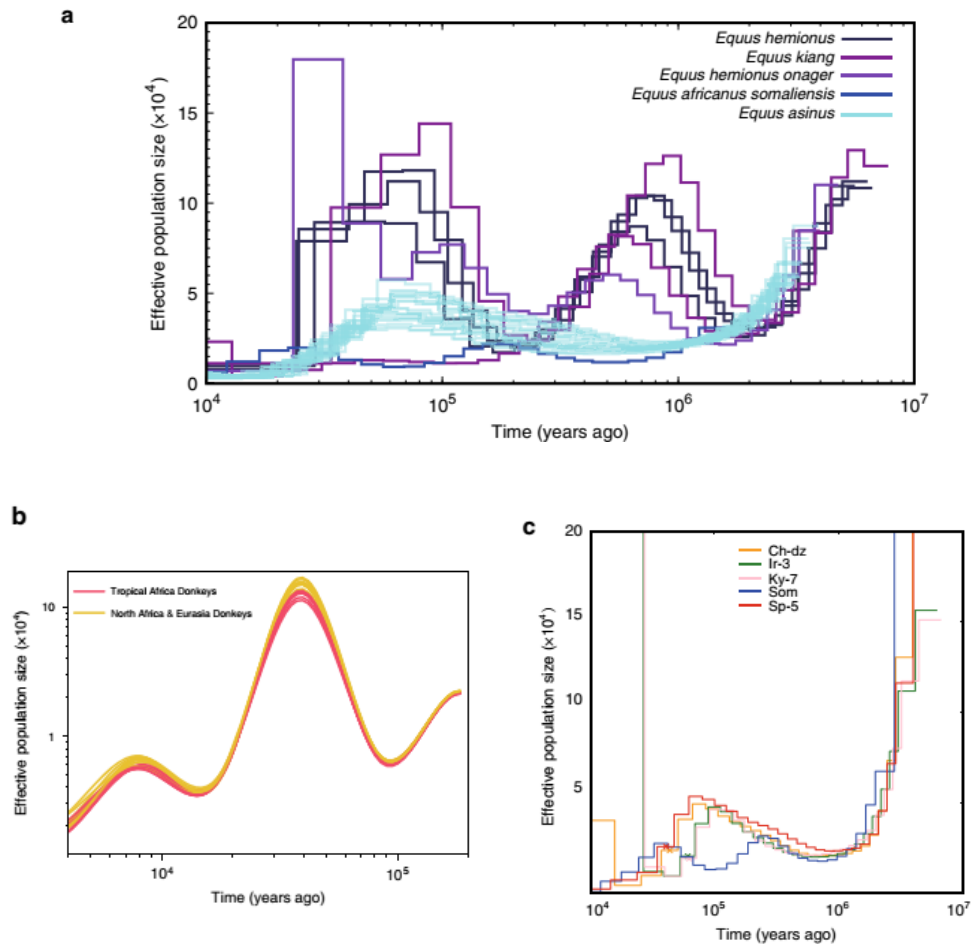 a
20
15
10
5
0
Effective population size (×10⁴)
Equus hemionus
Equus kiang
Equus hemionus onager
Equus africanus somaliensis
Equus asinus
10⁴
10⁵
10⁶
10⁷
Time (years ago)
b
Tropical Africa Donkeys
North Africa & Eurasia Donkeys
10
1
Effective population size (×10⁴)
10⁴
10⁵
Time (years ago)
c
20
15
10
5
Effective population size (×10⁴)
Ch-dz
Ir-3
Ky-7
Som
Sp-5
10⁴
10⁵
10⁶
10⁷
Time (years ago)